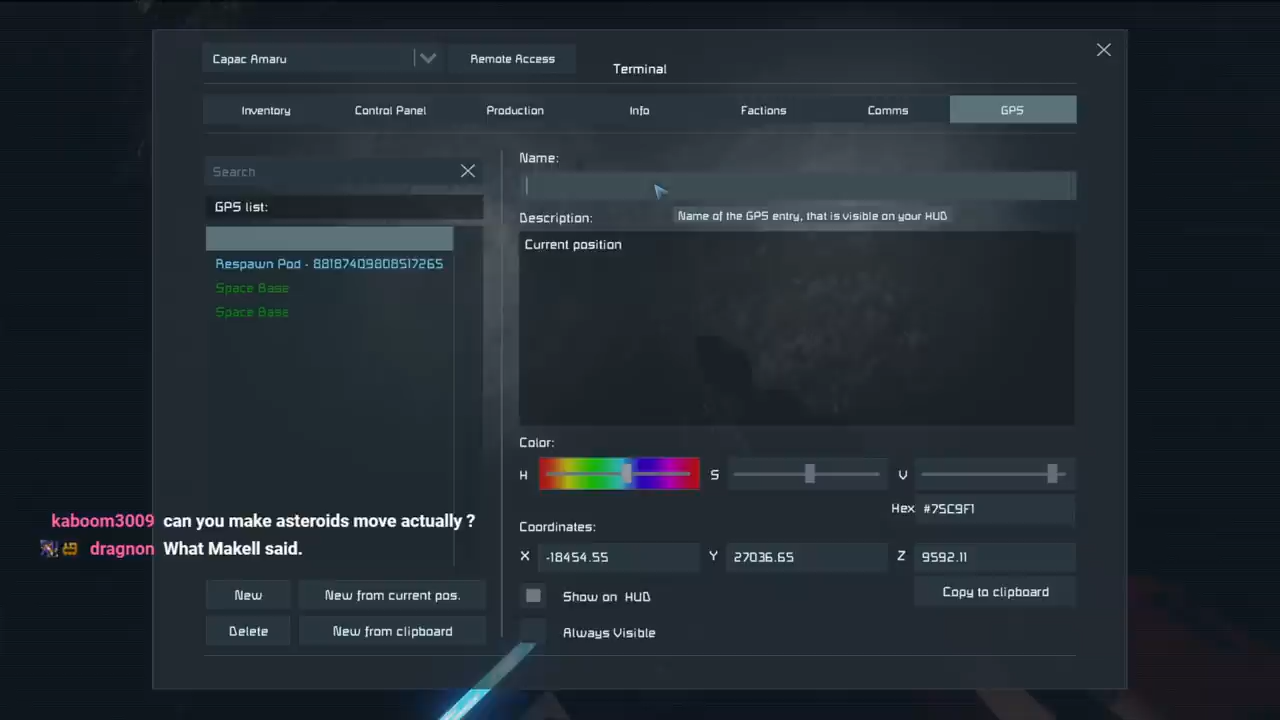 Capac Amaru
Remote Access
Terminal
Inventory
Control Panel
Production
Info
Factions
Comms
GPS
Search
GPS list:
Respawn Pod - 88187409808517265
Space Base
Space Base
Name:
Name of the GPS entry, that is visible on your HUD
Description:
Current position
Color:
H
S
V
Hex #75C9F1
Coordinates:
X -18454.55
Y 27036.65
Z 9592.11
Copy to clipboard
Show on HUD
Always Visible
kaboom3009 can you make asteroids move actually ?
dragnon What Makell said.
New
New from current pos.
Delete
New from clipboard